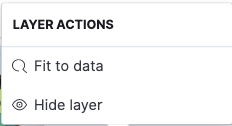 LAYER ACTIONS
Fit to data
Hide layer